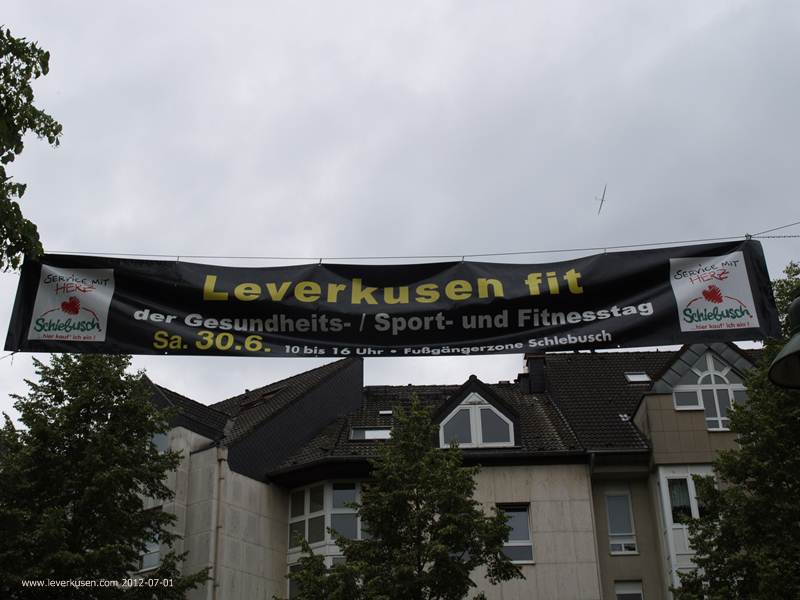 SERVICE MIT
HERZ
Schlebusch
...hier kauf' ich ein !
Leverkusen fit
der Gesundheits- / Sport- und Fitnesstag
Sa. 30.6. 10 bis 16 Uhr • Fußgängerzone Schlebusch
SERVICE MIT
HERZ
Schlebusch
...hier kauf' ich ein !
www.leverkusen.com 2012-07-01